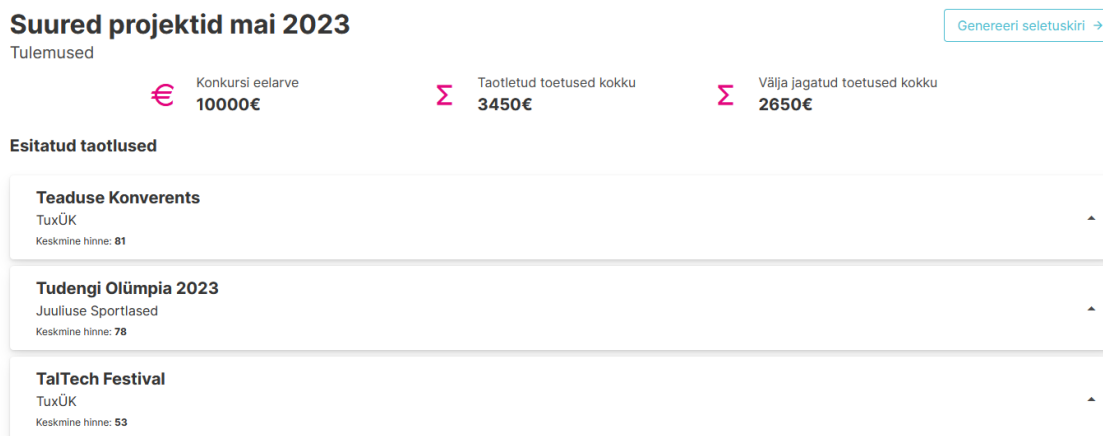 Suured projektid mai 2023
Genereeri seletuskiri →
Tulemused
Konkursi eelarve
10000€
Taotletud toetused kokku
3450€
Välja jagatud toetused kokku
2650€
Esitatud taotlused
Teaduse Konverents
TuxÜK
Keskmine hinne: 81
Tudengi Olümpia 2023
Juuliuse Sportlased
Keskmine hinne: 78
TalTech Festival
TuxÜK
Keskmine hinne: 53